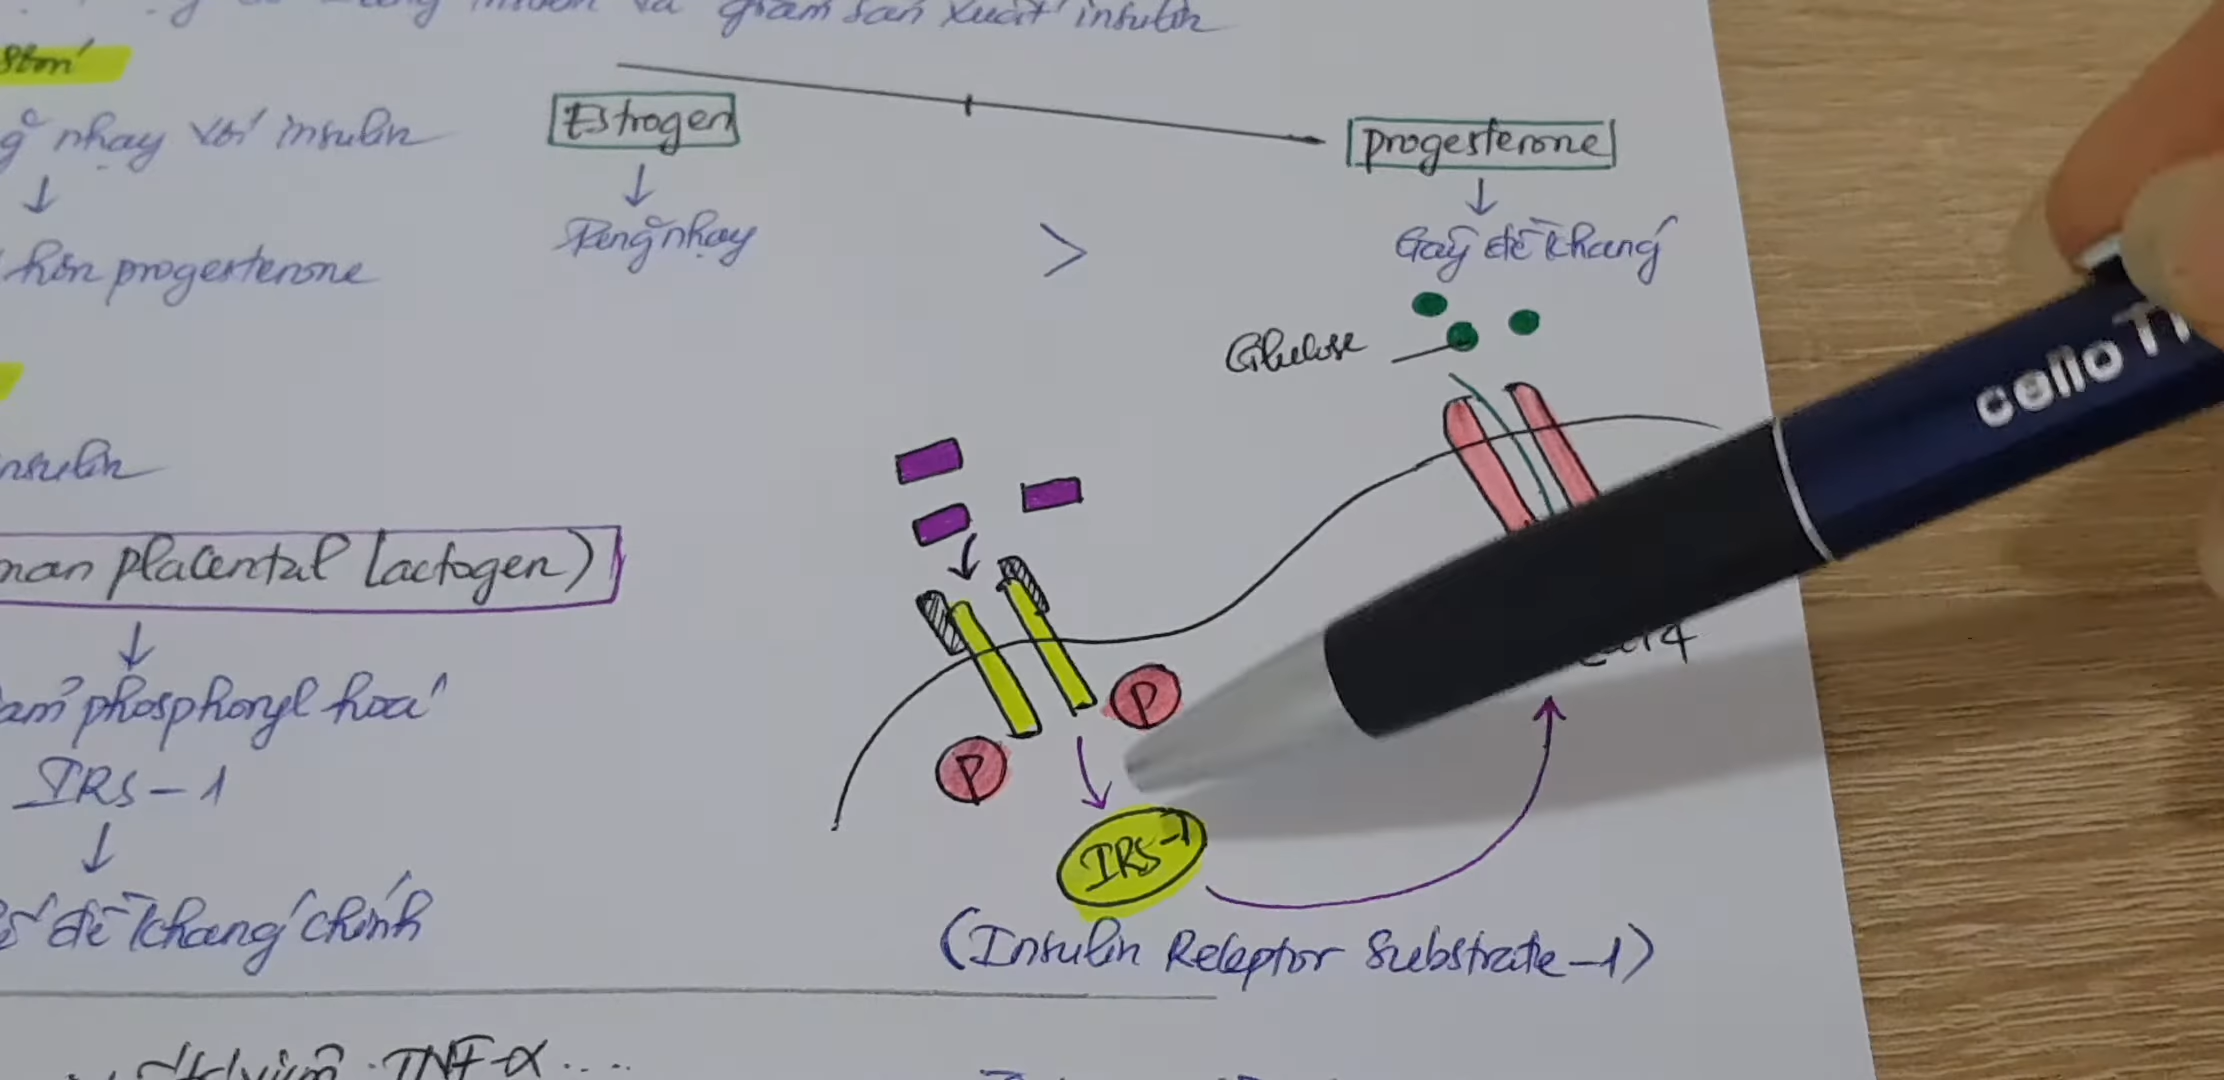 giảm sản xuất insulin
nhạy với insulin
hơn progesterone
Estrogen
Tăng nhạy
>
progesterone
Gây đề kháng
Glucose
insulin
man placental lactogen)
phosphoryl hoá
IRS-1
đề kháng chính
P
P
IRS-1
(Insulin Receptor Substrate-1)
TNF-α....
cello